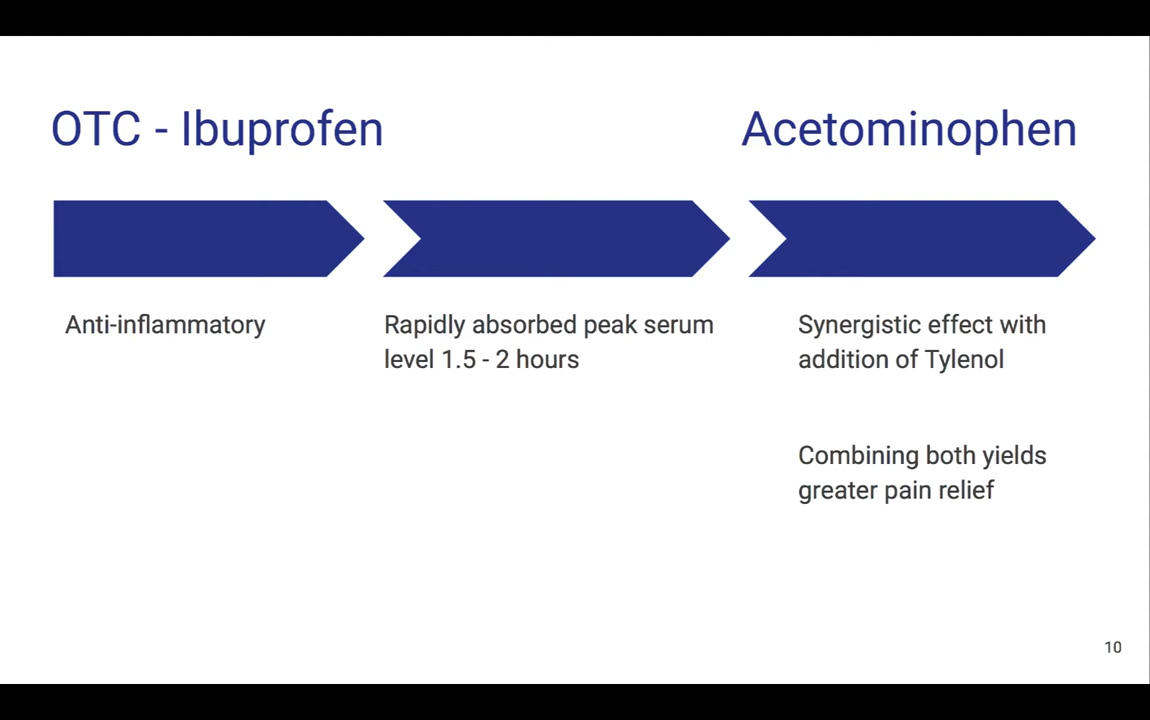 OTC - Ibuprofen
Acetominophen
Anti-inflammatory
Rapidly absorbed peak serum
level 1.5 - 2 hours
Synergistic effect with
addition of Tylenol
Combining both yields
greater pain relief
10